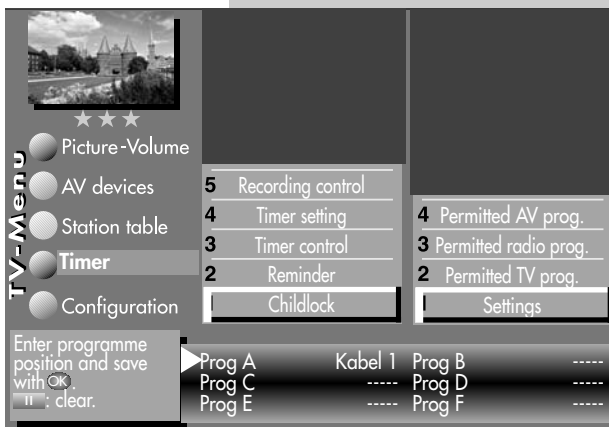 TV-Menu
Picture-Volume
AV devices
Station table
Timer
Configuration
5 Recording control
4 Timer setting
3 Timer control
2 Reminder
1 Childlock
4 Permitted AV prog.
3 Permitted radio prog.
2 Permitted TV prog.
1 Settings
Enter programme
position and save
with OK.
II : clear.
Prog A Kabel 1 Prog B -----
Prog C ----- Prog D -----
Prog E ----- Prog F -----